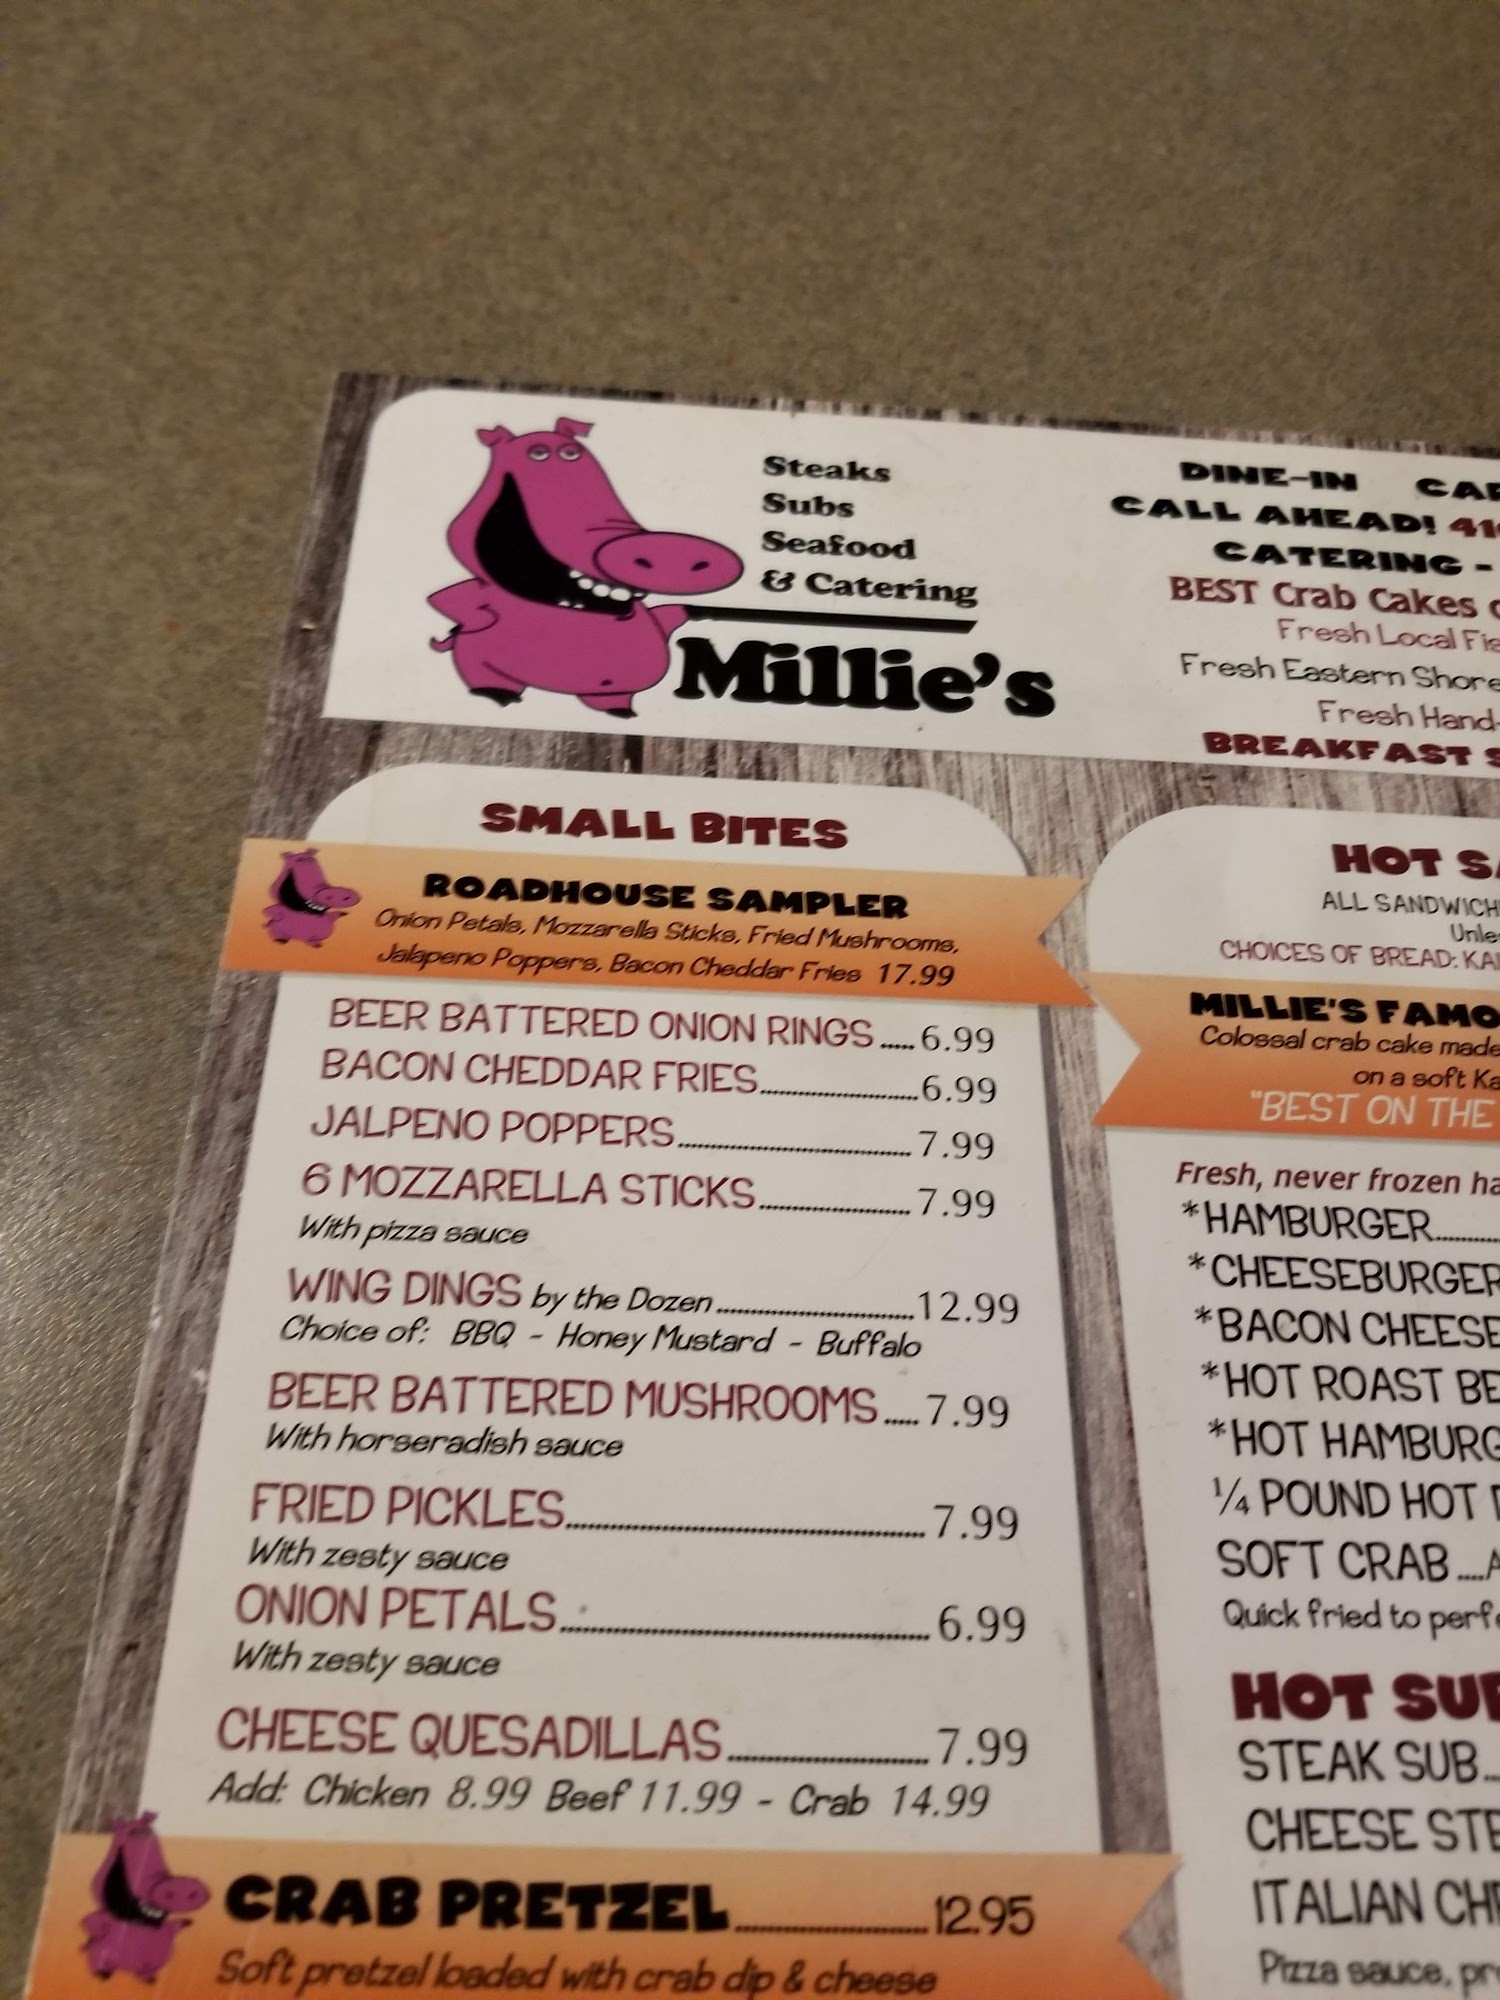 Steaks
Subs
Seafood
& Catering
Millie's
DINE-IN
CALL AHEAD!
CATERING -
BEST Crab Cakes
Fresh Local
Fresh Eastern Shore
Fresh Hand-
BREAKFAST
SMALL BITES
ROADHOUSE SAMPLER
Onion Petals, Mozzarella Sticks, Fried Mushrooms,
Jalapeno Poppers, Bacon Cheddar Fries 17.99
BEER BATTERED ONION RINGS.....6.99
BACON CHEDDAR FRIES..........6.99
JALPENO POPPERS..........7.99
6 MOZZARELLA STICKS..........7.99
With pizza sauce
WING DINGS by the Dozen..........12.99
Choice of: BBQ - Honey Mustard - Buffalo
BEER BATTERED MUSHROOMS.....7.99
With horseradish sauce
FRIED PICKLES..........7.99
With zesty sauce
ONION PETALS..........6.99
With zesty sauce
CHEESE QUESADILLAS..........7.99
Add: Chicken 8.99 Beef 11.99 - Crab 14.99
CRAB PRETZEL..........12.95
Soft pretzel loaded with crab dip & cheese
HOT
ALL
CHOICES OF BREAD:
MILLIE'S
Colossal crab cake made
on a soft
"BEST ON THE
Fresh, never frozen
*HAMBURGER
*CHEESEBURGER
*BACON
*HOT ROAST
*HOT
¼ POUND HOT
SOFT CRAB
Quick fried to
HOT
STEAK SUB
CHEESE
ITALIAN
Pizza sauce,